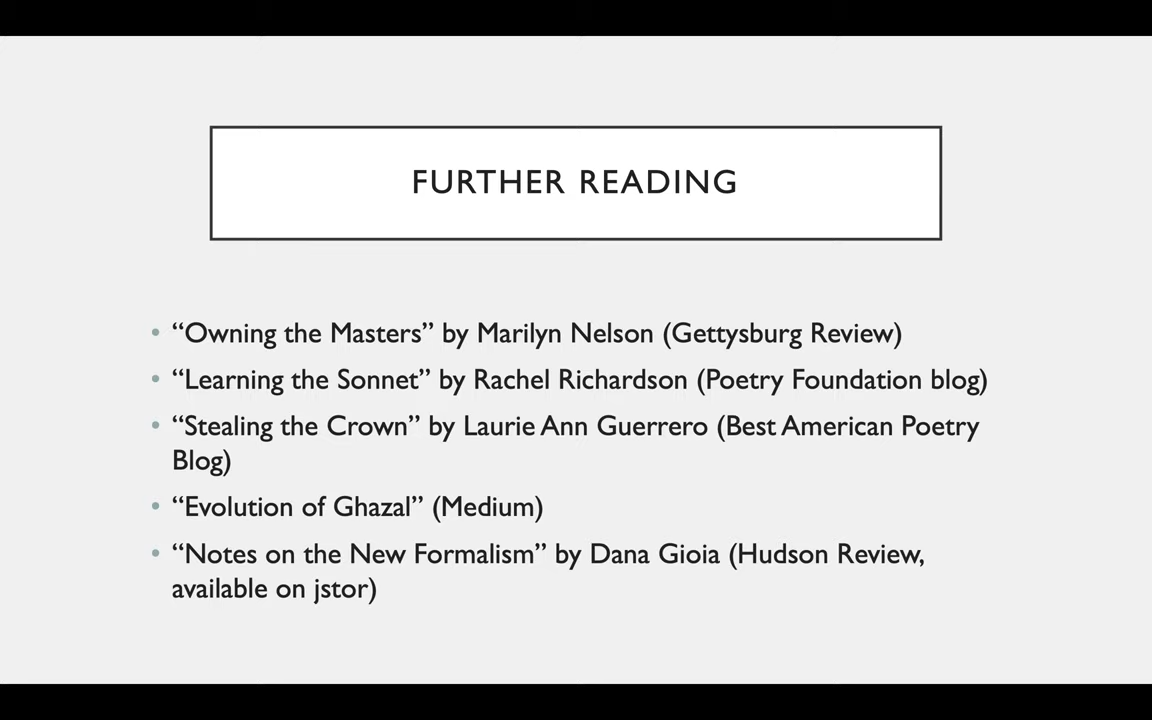 FURTHER READING
• “Owning the Masters” by Marilyn Nelson (Gettysburg Review)
• “Learning the Sonnet” by Rachel Richardson (Poetry Foundation blog)
• “Stealing the Crown” by Laurie Ann Guerrero (Best American Poetry
Blog)
• “Evolution of Ghazal” (Medium)
• “Notes on the New Formalism” by Dana Gioia (Hudson Review,
available on jstor)